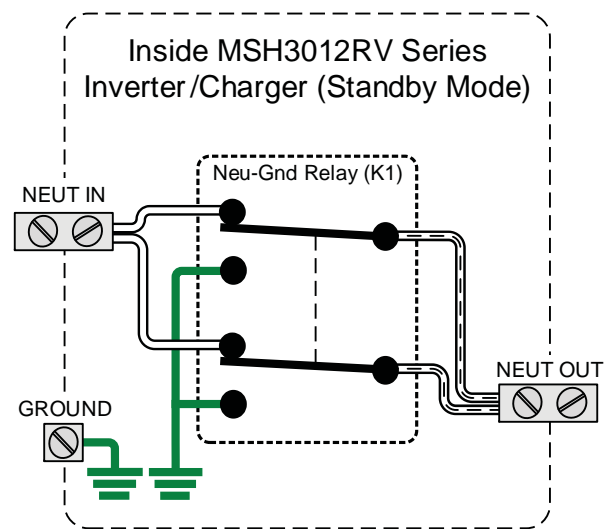 Inside MSH3012RV Series
Inverter/Charger (Standby Mode)
Neu-Gnd Relay (K1)
NEUT IN
NEUT OUT
GROUND